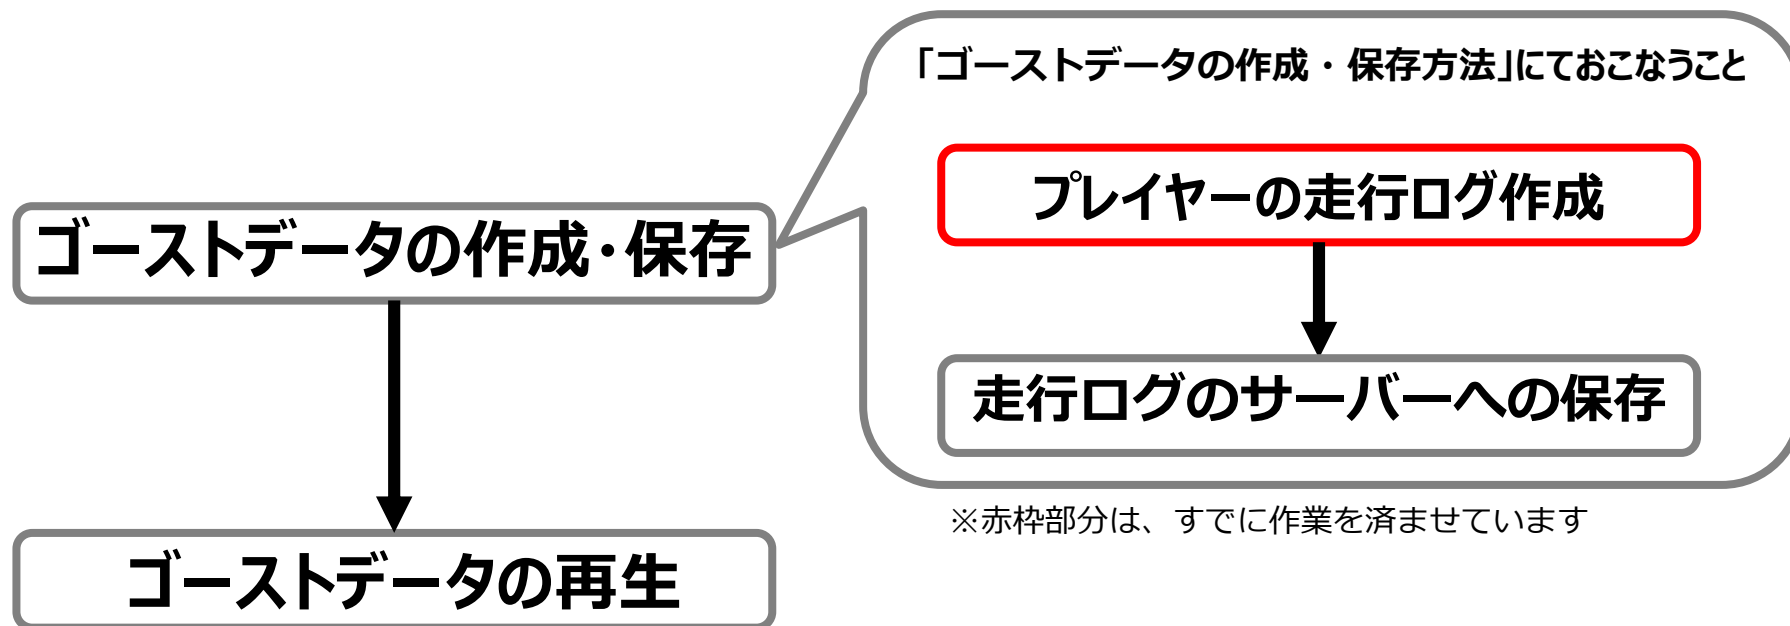 「ゴーストデータの作成・保存方法」にておこなうこと
プレイヤーの走行ログ作成
ゴーストデータの作成・保存
走行ログのサーバーへの保存
※赤枠部分は、すでに作業を済ませています
ゴーストデータの再生